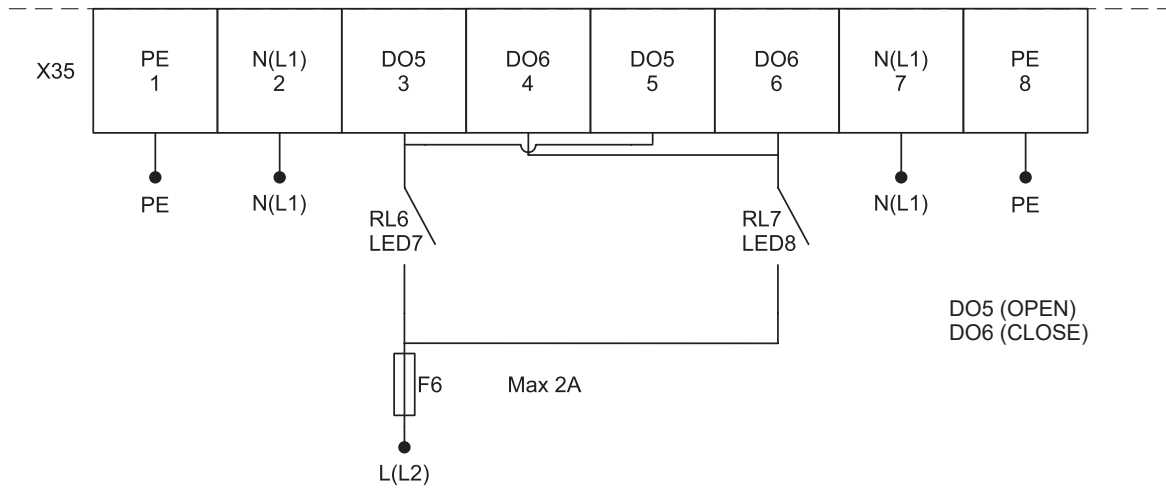 X35
PE
1
N(L1)
2
DO5
3
DO6
4
DO5
5
DO6
6
N(L1)
7
PE
8
PE
N(L1)
N(L1)
PE
RL6
LED7
RL7
LED8
DO5 (OPEN)
DO6 (CLOSE)
F6
Max 2A
L(L2)